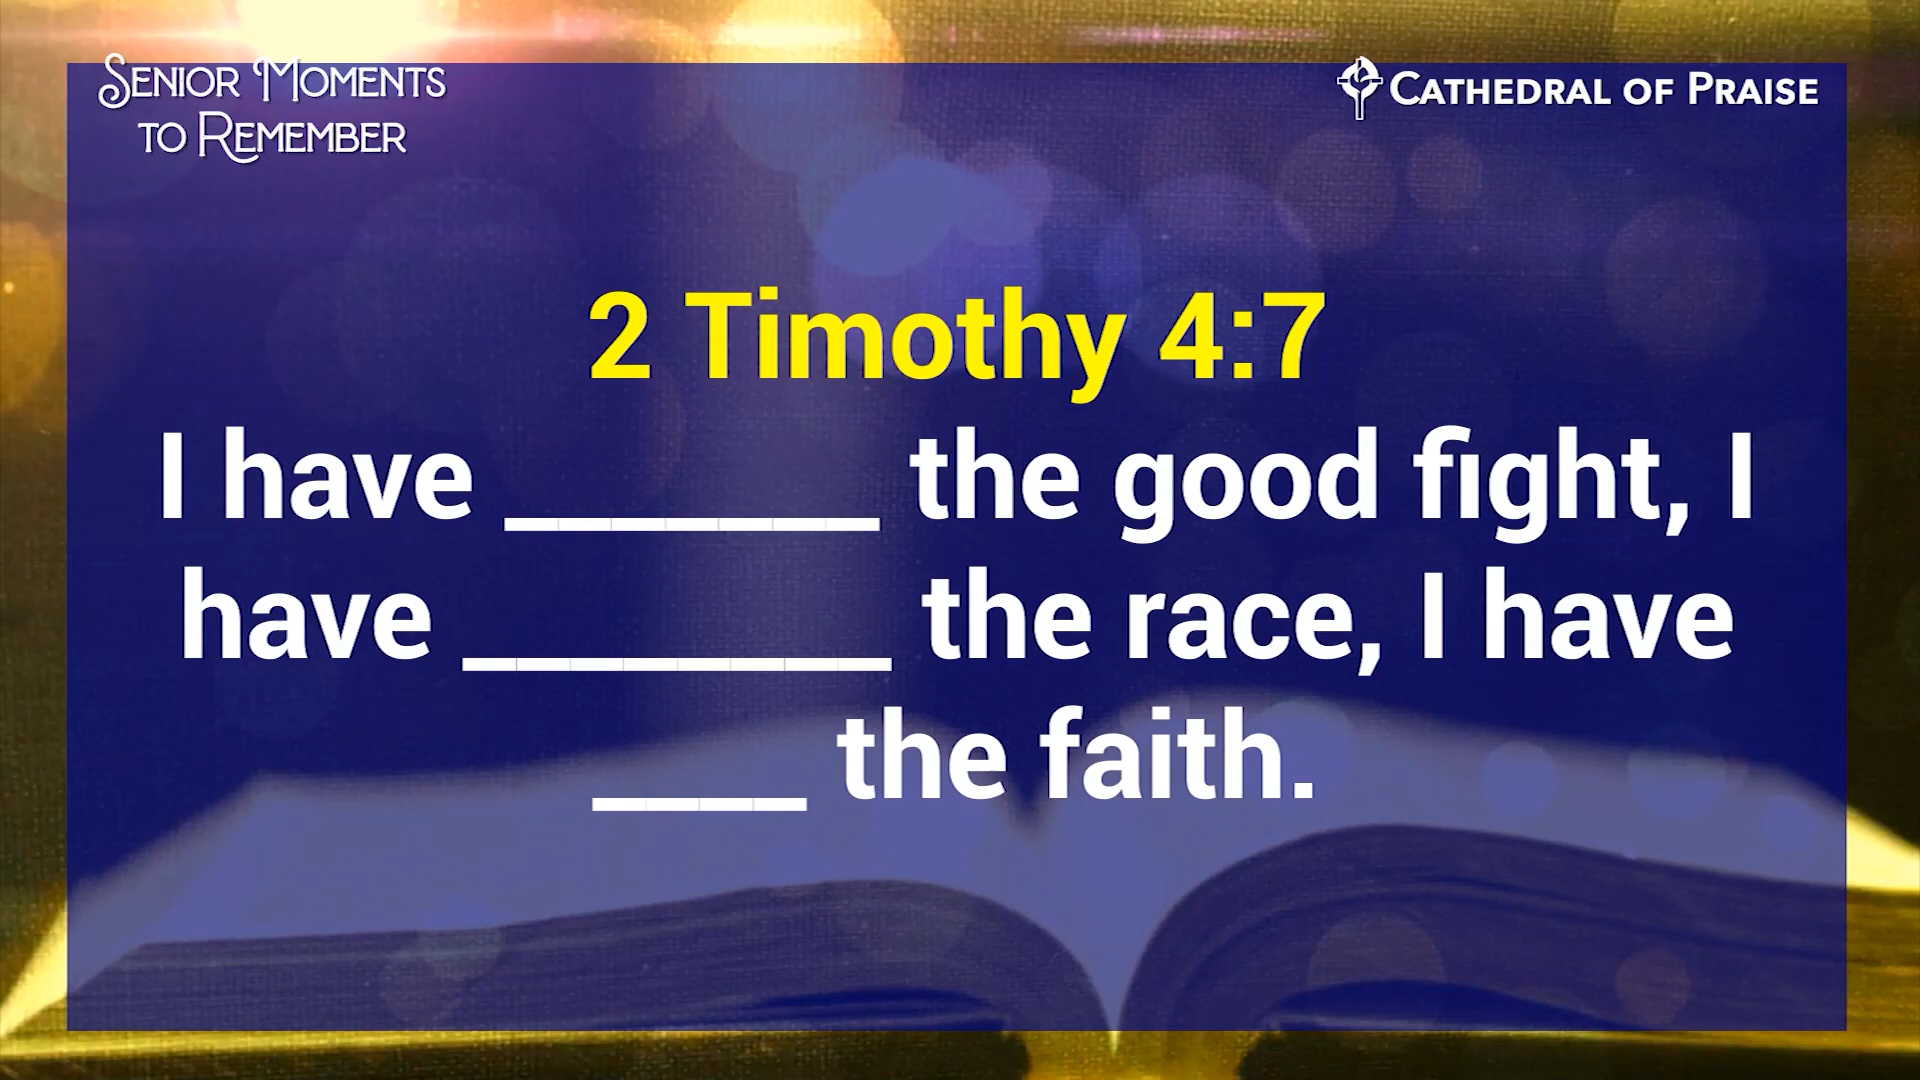 Senior Moments
to Remember
Cathedral of Praise
2 Timothy 4:7
I have _______ the good fight, I
have ________ the race, I have
____ the faith.